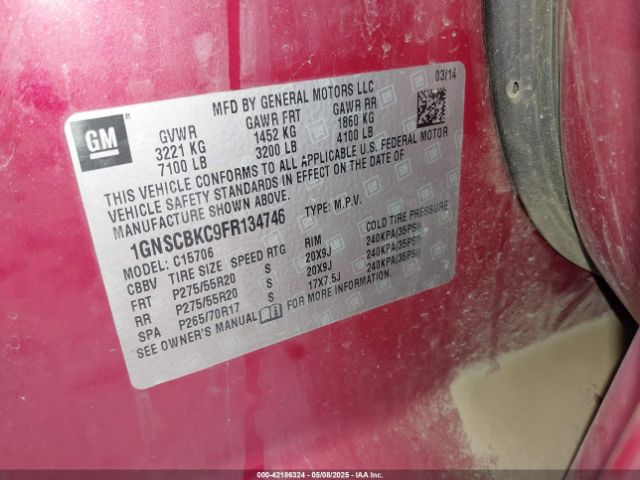 MFD BY GENERAL MOTORS LLC
03/14
GM
GVWR GAWR FRT GAWR RR
3221 KG 1452 KG 1860 KG
7100 LB 3200 LB 4100 LB
THIS VEHICLE CONFORMS TO ALL APPLICABLE U.S. FEDERAL MOTOR
VEHICLE SAFETY STANDARDS IN EFFECT ON THE DATE OF
MANUFACTURE SHOWN ABOVE.
1GNSCBKC9FR134746 TYPE: M.P.V.
MODEL: C15706
CBBV TIRE SIZE SPEED RTG RIM COLD TIRE PRESSURE
FRT P275/55R20 S 20X9J 240KPA(35PSI)
RR P275/55R20 S 20X9J 240KPA(35PSI)
SPA P265/70R17 S 17X7.5J 240KPA(35PSI)
SEE OWNER'S MANUAL FOR MORE INFORMATION
000-42186324 05/08/2025 IAAI.COM